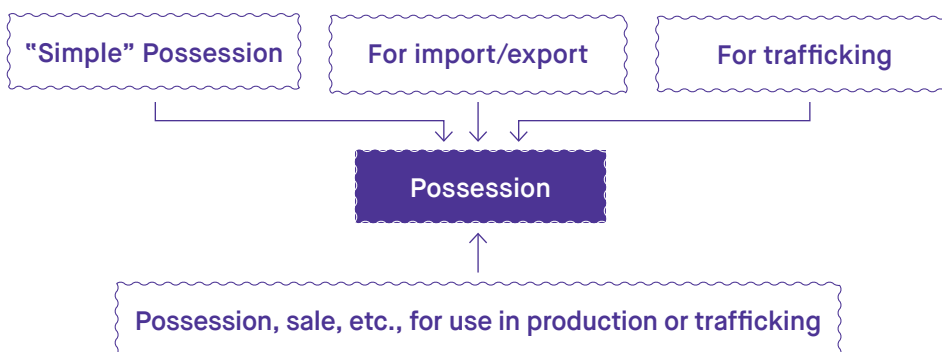 “Simple” Possession
For import/export
For trafficking
Possession
Possession, sale, etc., for use in production or trafficking